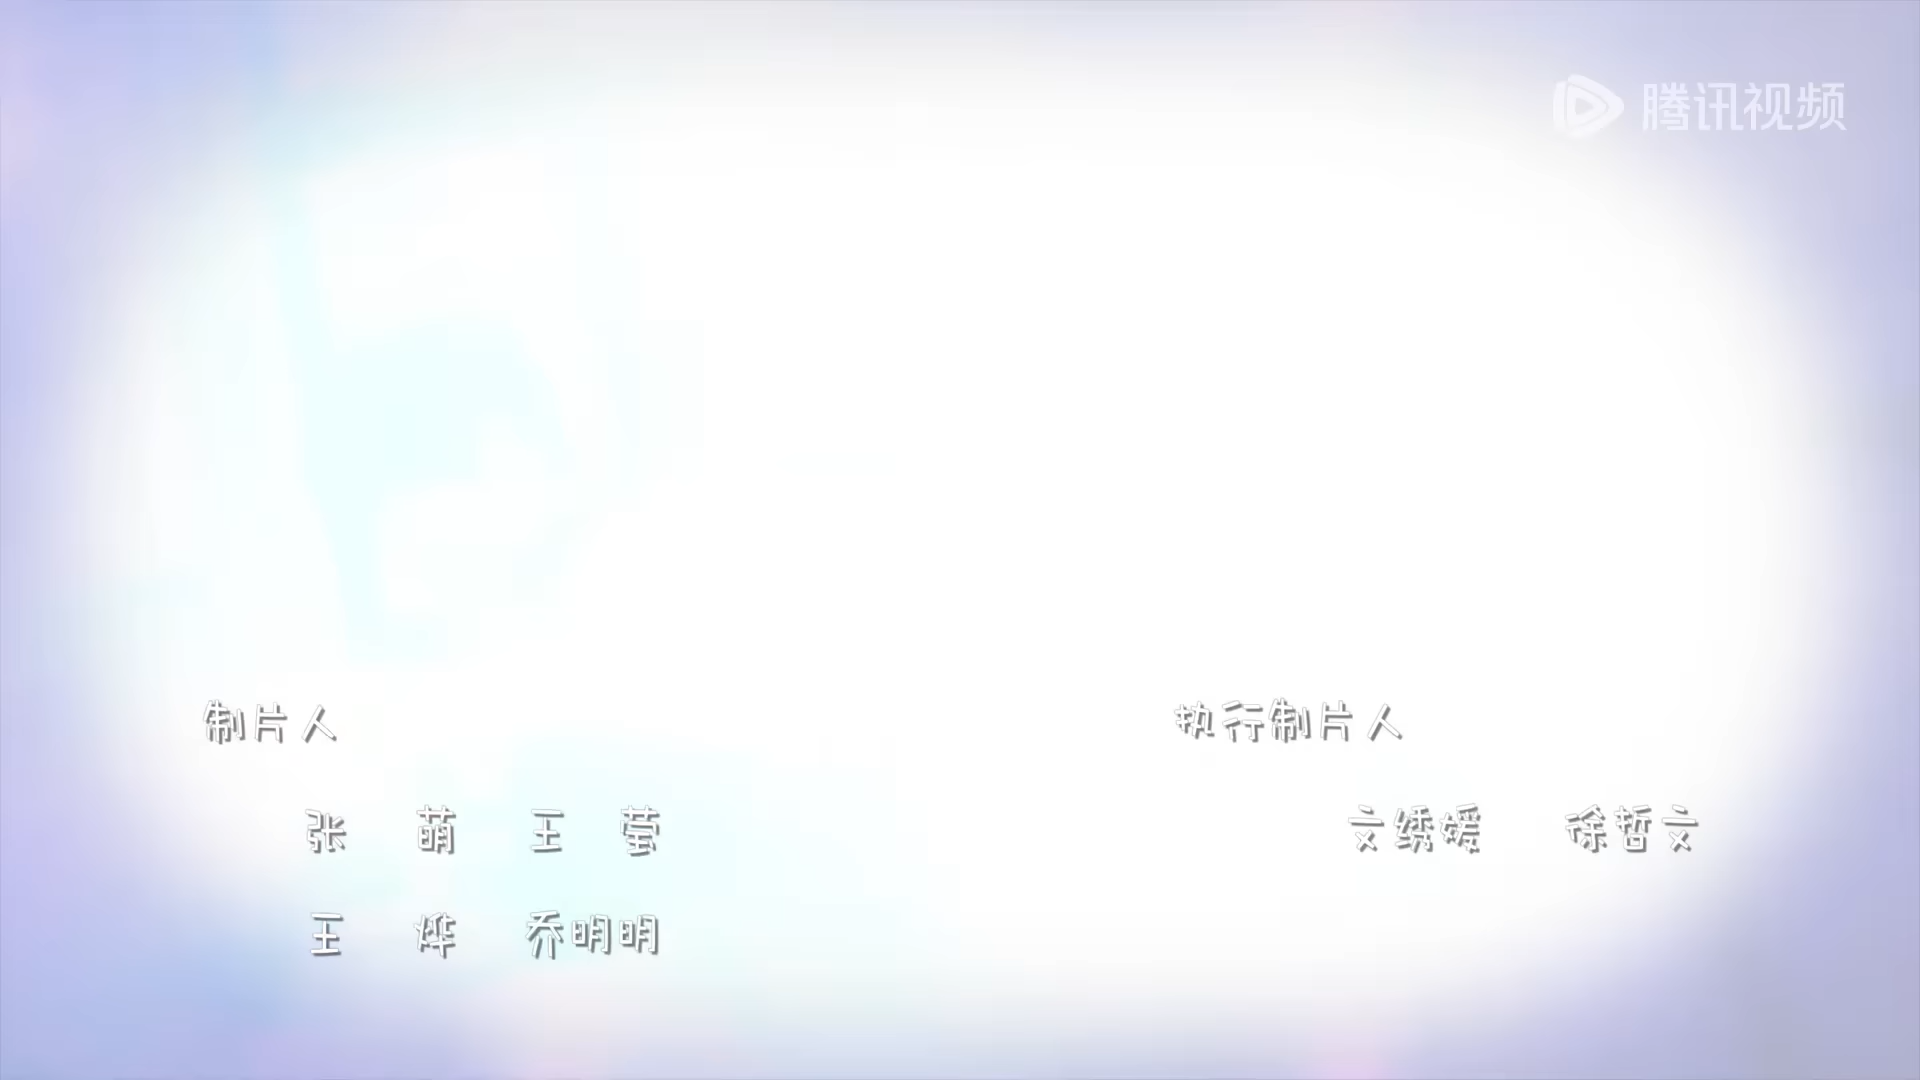 腾讯视频
制片人
张 萌 王 莹
王 烨 乔明明
执行制片人
文绣媛 徐哲文